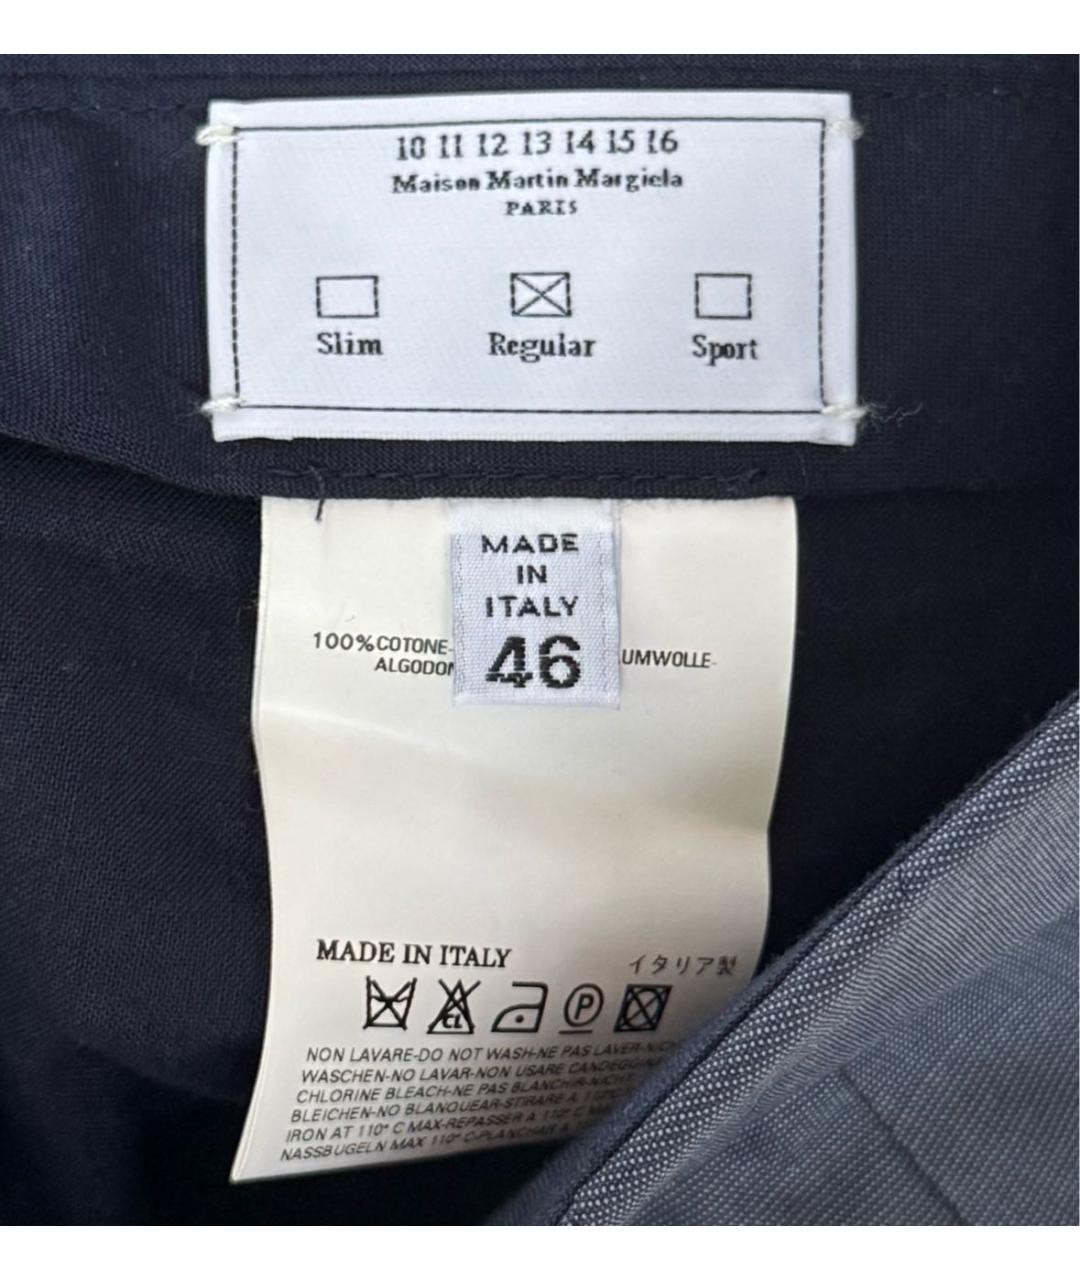 10 11 12 13 14 15 16
Maison Martin Margiela
PARIS
Slim Regular Sport
MADE
IN
ITALY
46
100% COTONE-
UMWOLLE-
MADE IN ITALY
イタリア製
CL
P
NON LAVARE-DO NOT WASH-NE PAS LAVER-
WASCHEN-NO LAVAR-NON USARE
CHLORINE BLEACH-NE PAS BLANCHIR-NICHT
BLEICHEN-NO BLANQUEAR-STIRARE A 110°C
IRON AT 110° C MAX-REPASSER A 110° C
NASSBUGELN MAX 110° C-PLANCHAR A